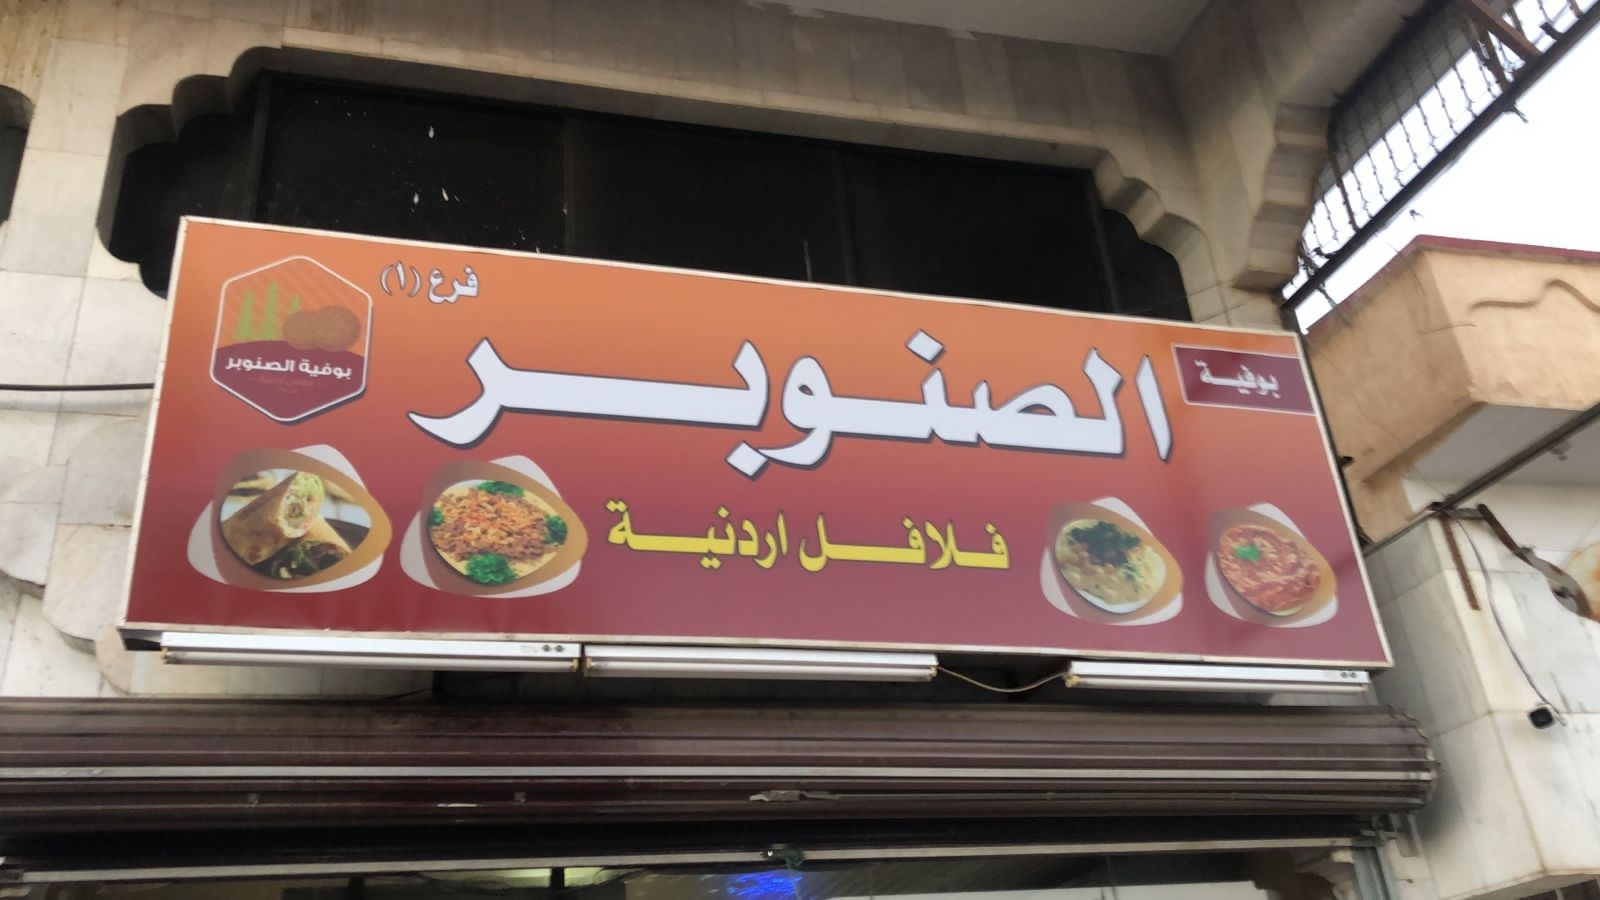 بوفية
الصنوبر
فرع (١)
فلافل اردنية
بوفية الصنوبر